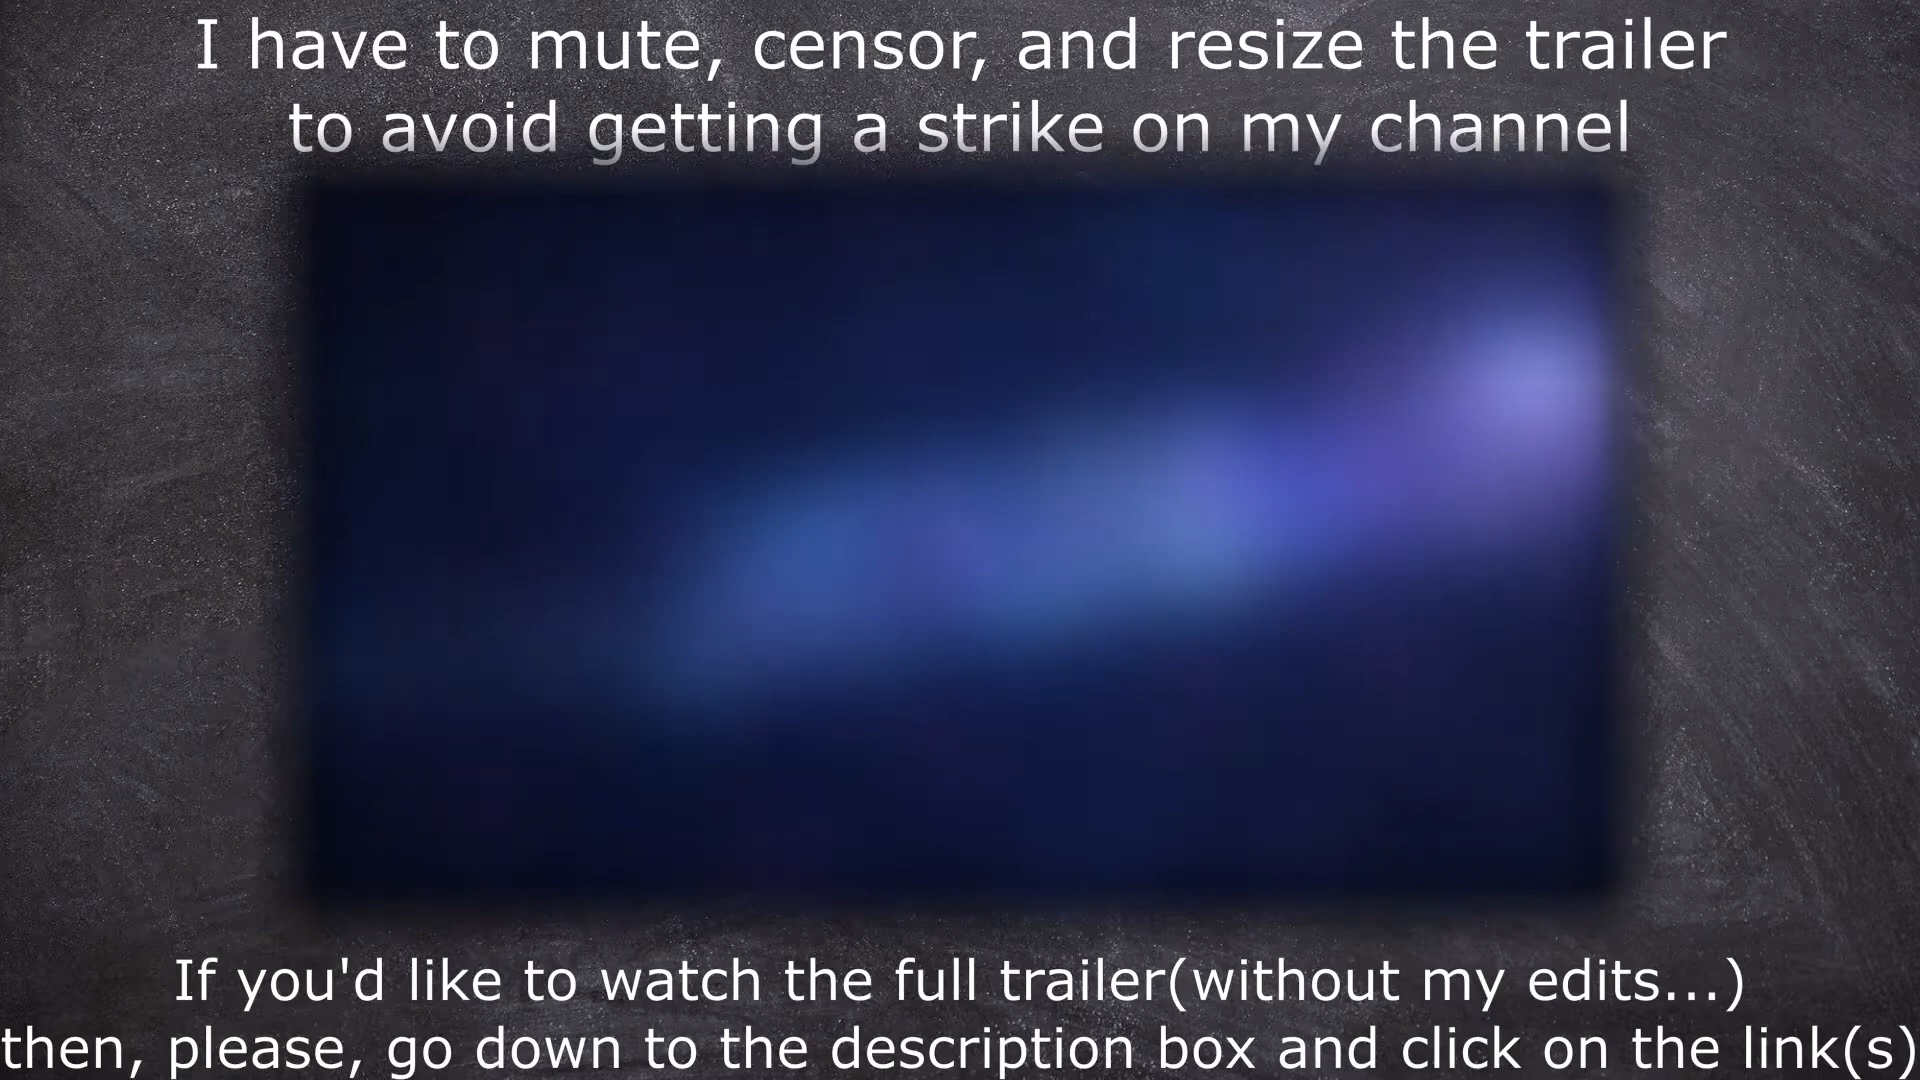 I have to mute, censor, and resize the trailer
to avoid getting a strike on my channel
If you'd like to watch the full trailer(without my edits...)
then, please, go down to the description box and click on the link(s)